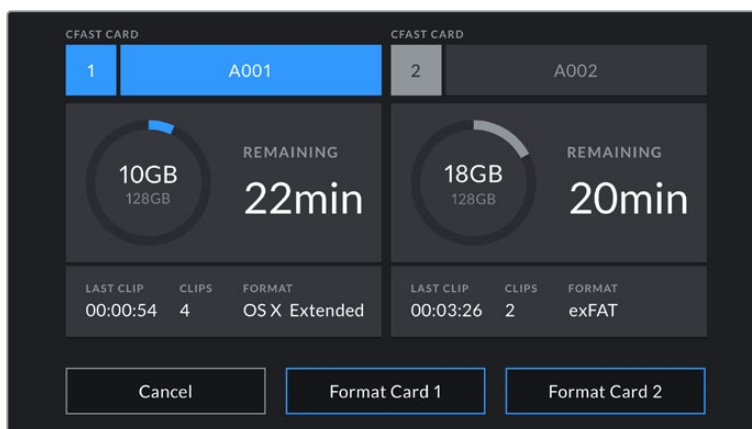 CFAST CARD
1 A001
10GB
128GB
REMAINING
22min
LAST CLIP CLIPS FORMAT
00:00:54 4 OS X Extended
CFAST CARD
2 A002
18GB
128GB
REMAINING
20min
LAST CLIP CLIPS FORMAT
00:03:26 2 exFAT
Cancel Format Card 1 Format Card 2